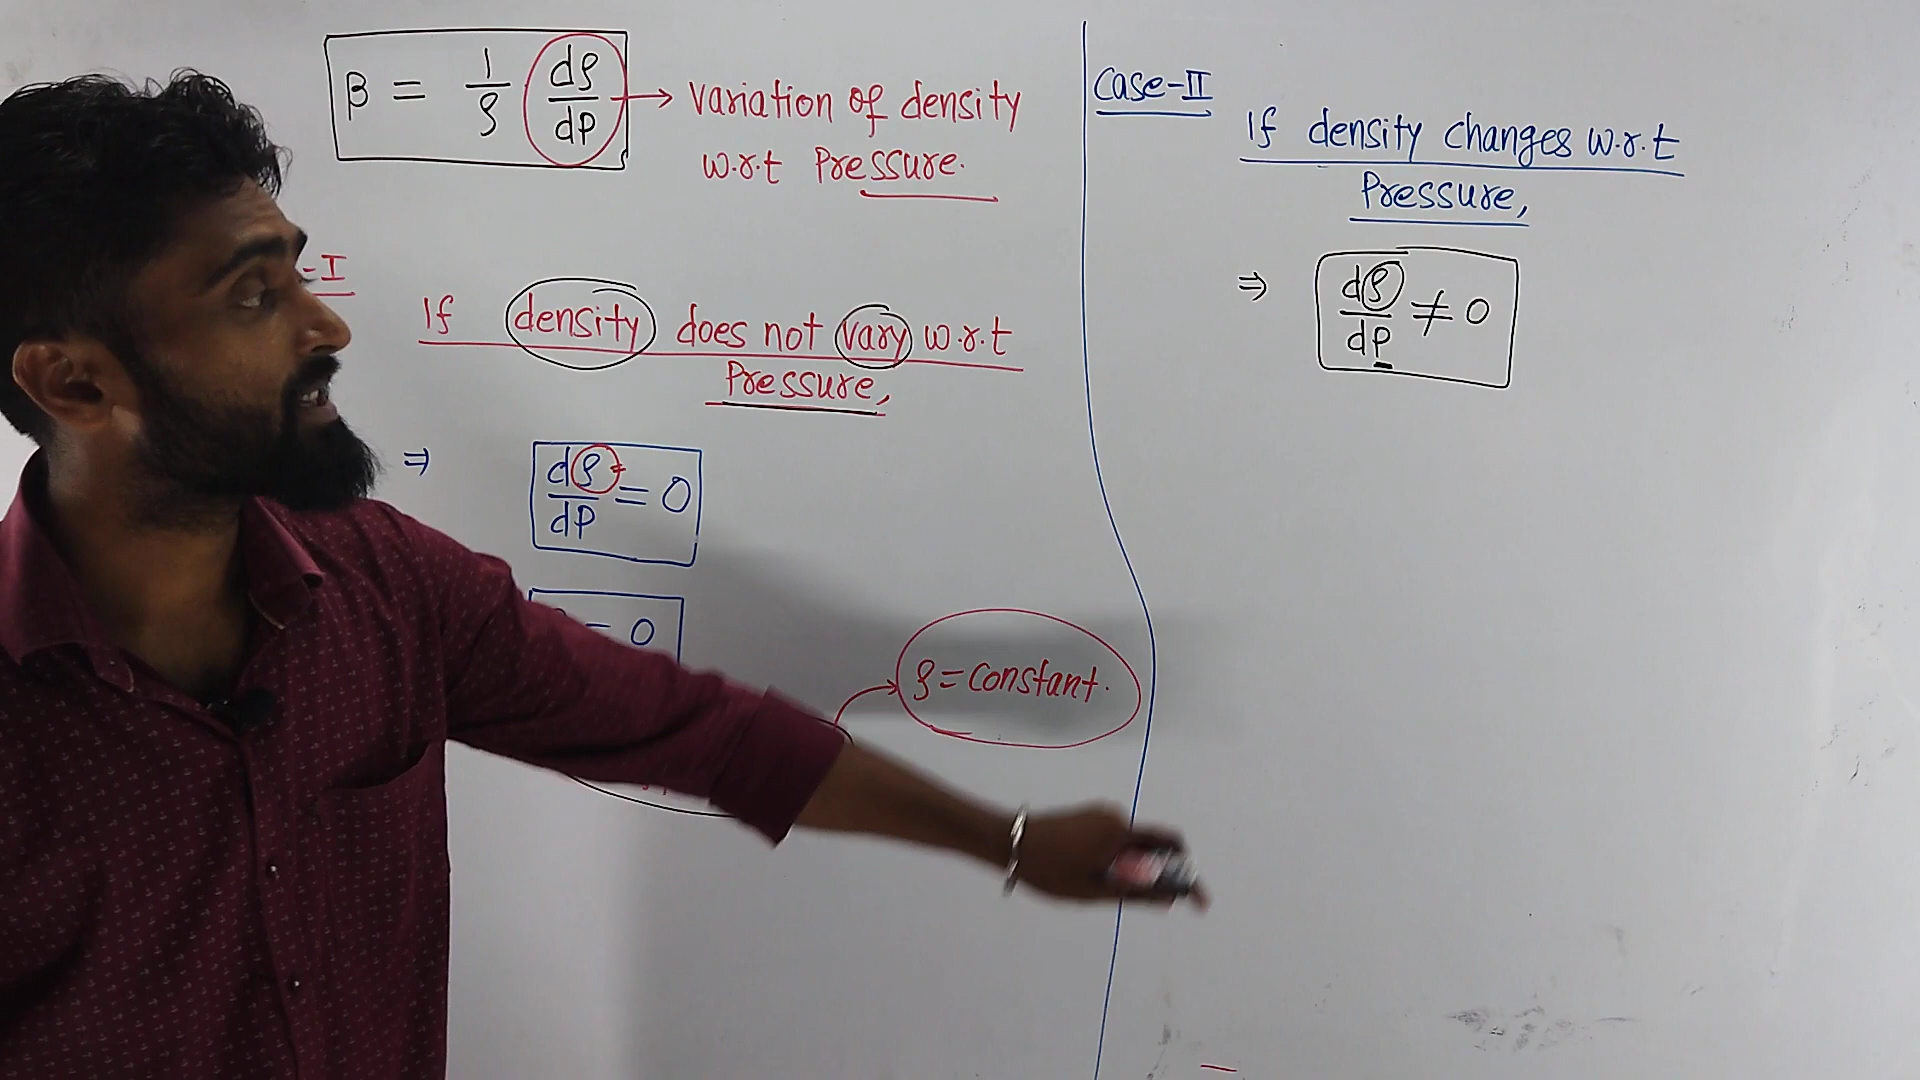 β = 1/ρ dρ/dP → variation of density
w.r.t Pressure.
-I
If density does not vary w.r.t
Pressure,
⇒ dρ/dP = 0
= 0
ρ = constant.
Case-II
If density changes w.r.t
Pressure,
⇒ dρ/dP ≠ 0